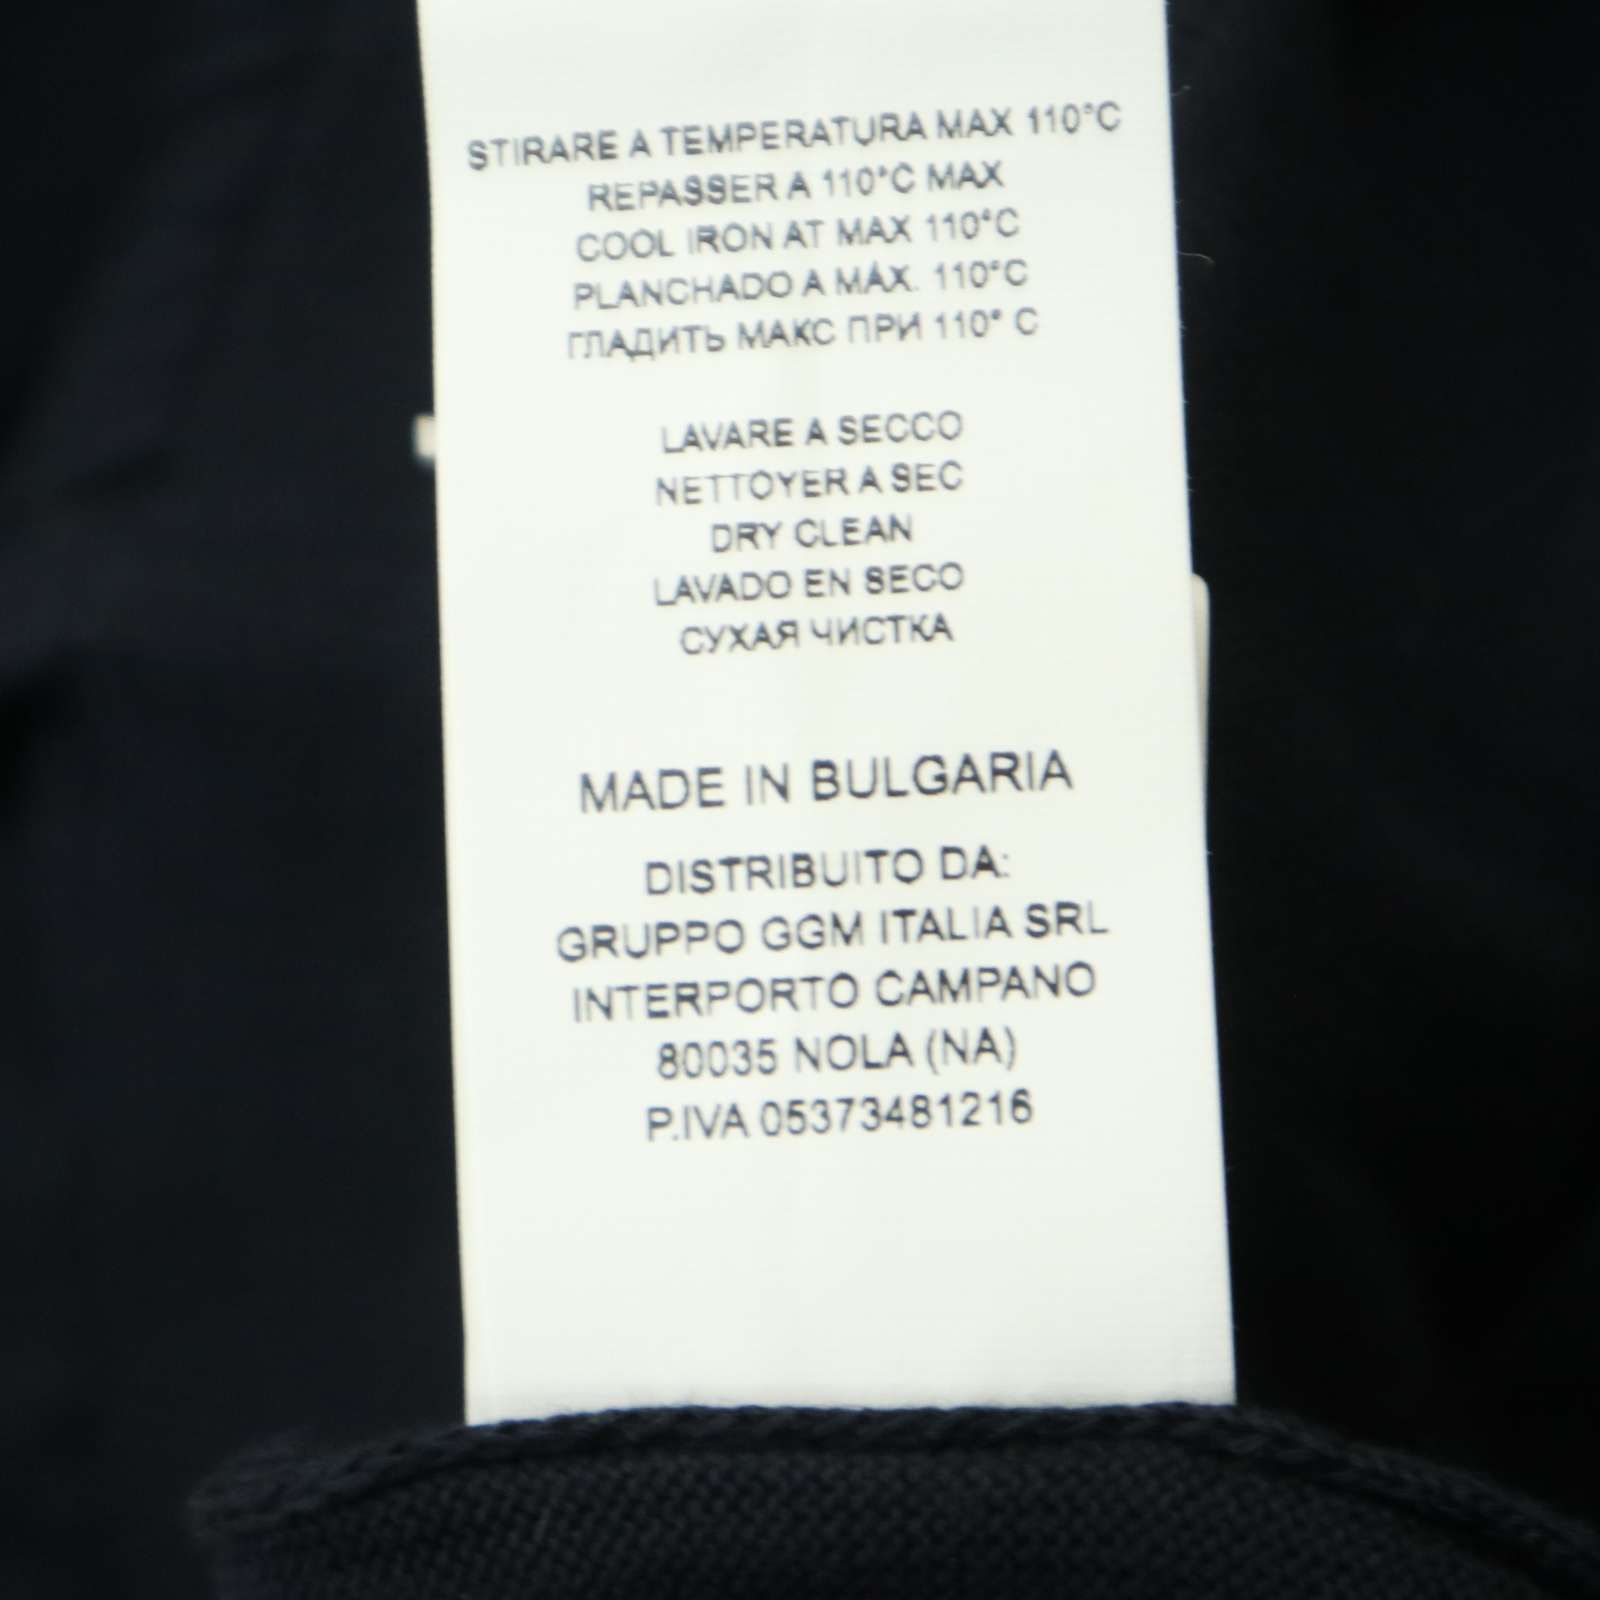 STIRARE A TEMPERATURA MAX 110°C
REPASSER A 110°C MAX
COOL IRON AT MAX 110°C
PLANCHADO A MÁX. 110°C
ГЛАДИТЬ МАКС ПРИ 110° C
LAVARE A SECCO
NETTOYER A SEC
DRY CLEAN
LAVADO EN SECO
СУХАЯ ЧИСТКА
MADE IN BULGARIA
DISTRIBUITO DA:
GRUPPO GGM ITALIA SRL
INTERPORTO CAMPANO
80035 NOLA (NA)
P.IVA 05373481216